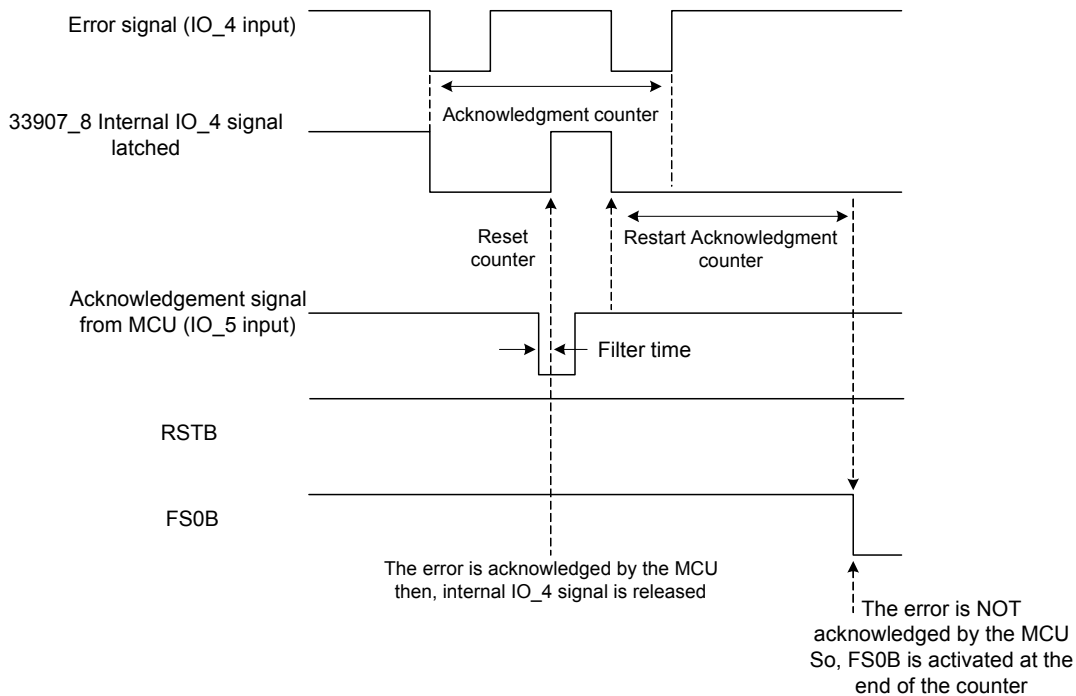 Error signal (IO_4 input)
Acknowledgment counter
33907_8 Internal IO_4 signal
latched
Reset
counter
Restart Acknowledgment
counter
Acknowledgement signal
from MCU (IO_5 input)
Filter time
RSTB
FS0B
The error is acknowledged by the MCU
then, internal IO_4 signal is released
The error is NOT
acknowledged by the MCU
So, FS0B is activated at the
end of the counter